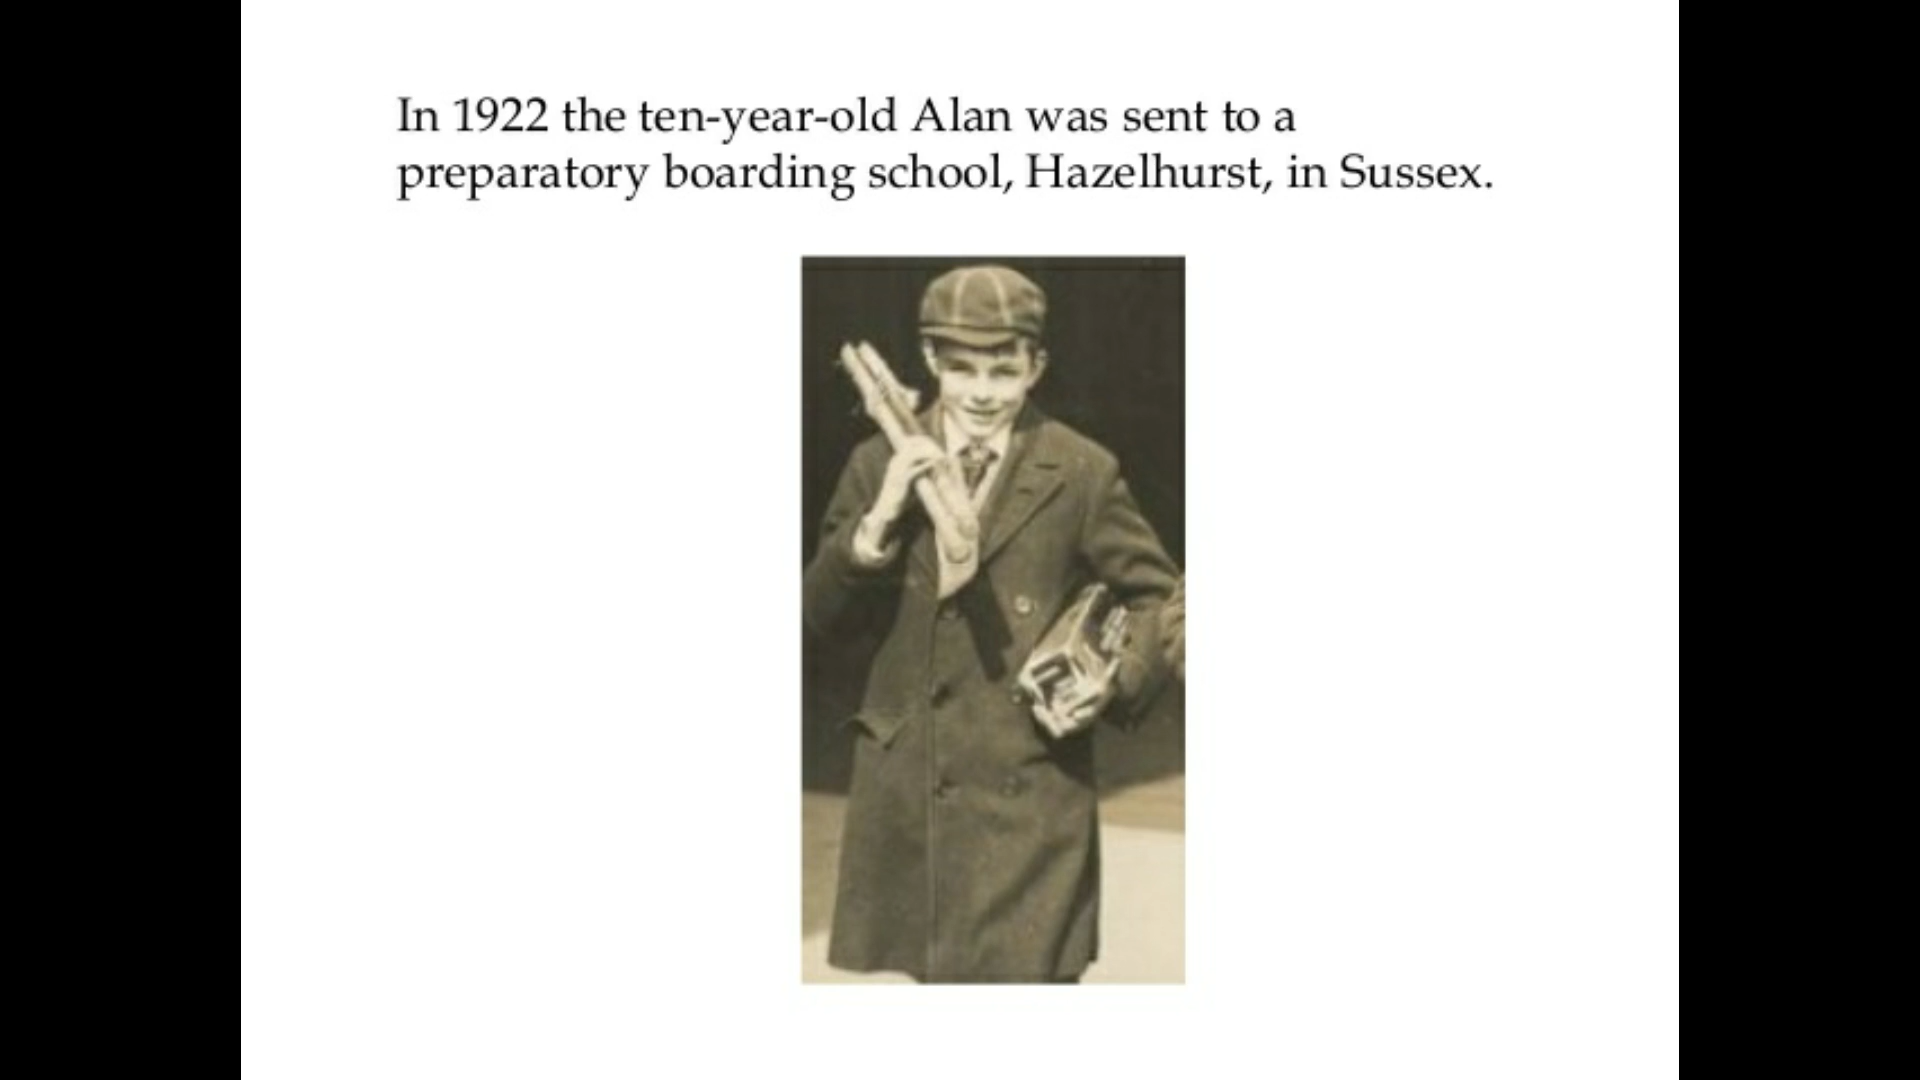 In 1922 the ten-year-old Alan was sent to a
preparatory boarding school, Hazelhurst, in Sussex.